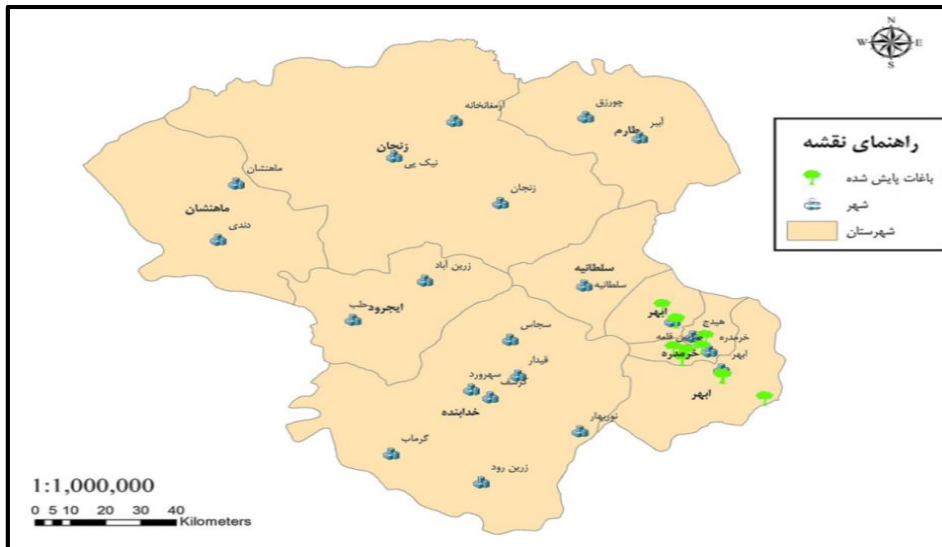 N
W E
S
راهنمای نقشه
باغات پایش شده
شهر
شهرستان
چورزق
آببر
طارم
ارمغانخانه
زنجان
نیک پی
زنجان
ماهنشان
ماهنشان
دندی
سلطانیه
سلطانیه
زرین آباد
ایجرود
حلب
ابهر
هیدج
خرمدره
قلعه
خرمدره
ابهر
ابهر
سجاس
قیدار
سهرورد
خدابنده
نوربهار
گرماب
زرین رود
1:1,000,000
0 5 10 20 30 40
Kilometers